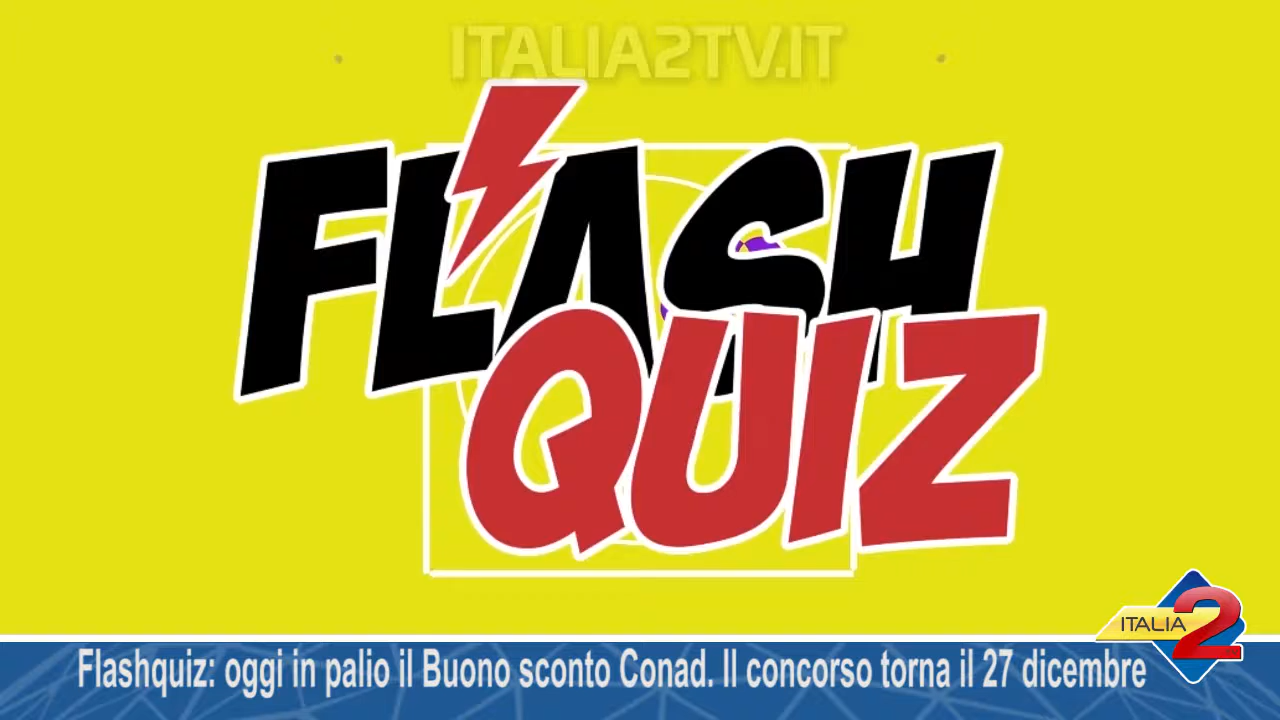 ITALIA2TV.IT
FLASH
QUIZ
ITALIA 2
Flashquiz: oggi in palio il Buono sconto Conad. Il concorso torna il 27 dicembre